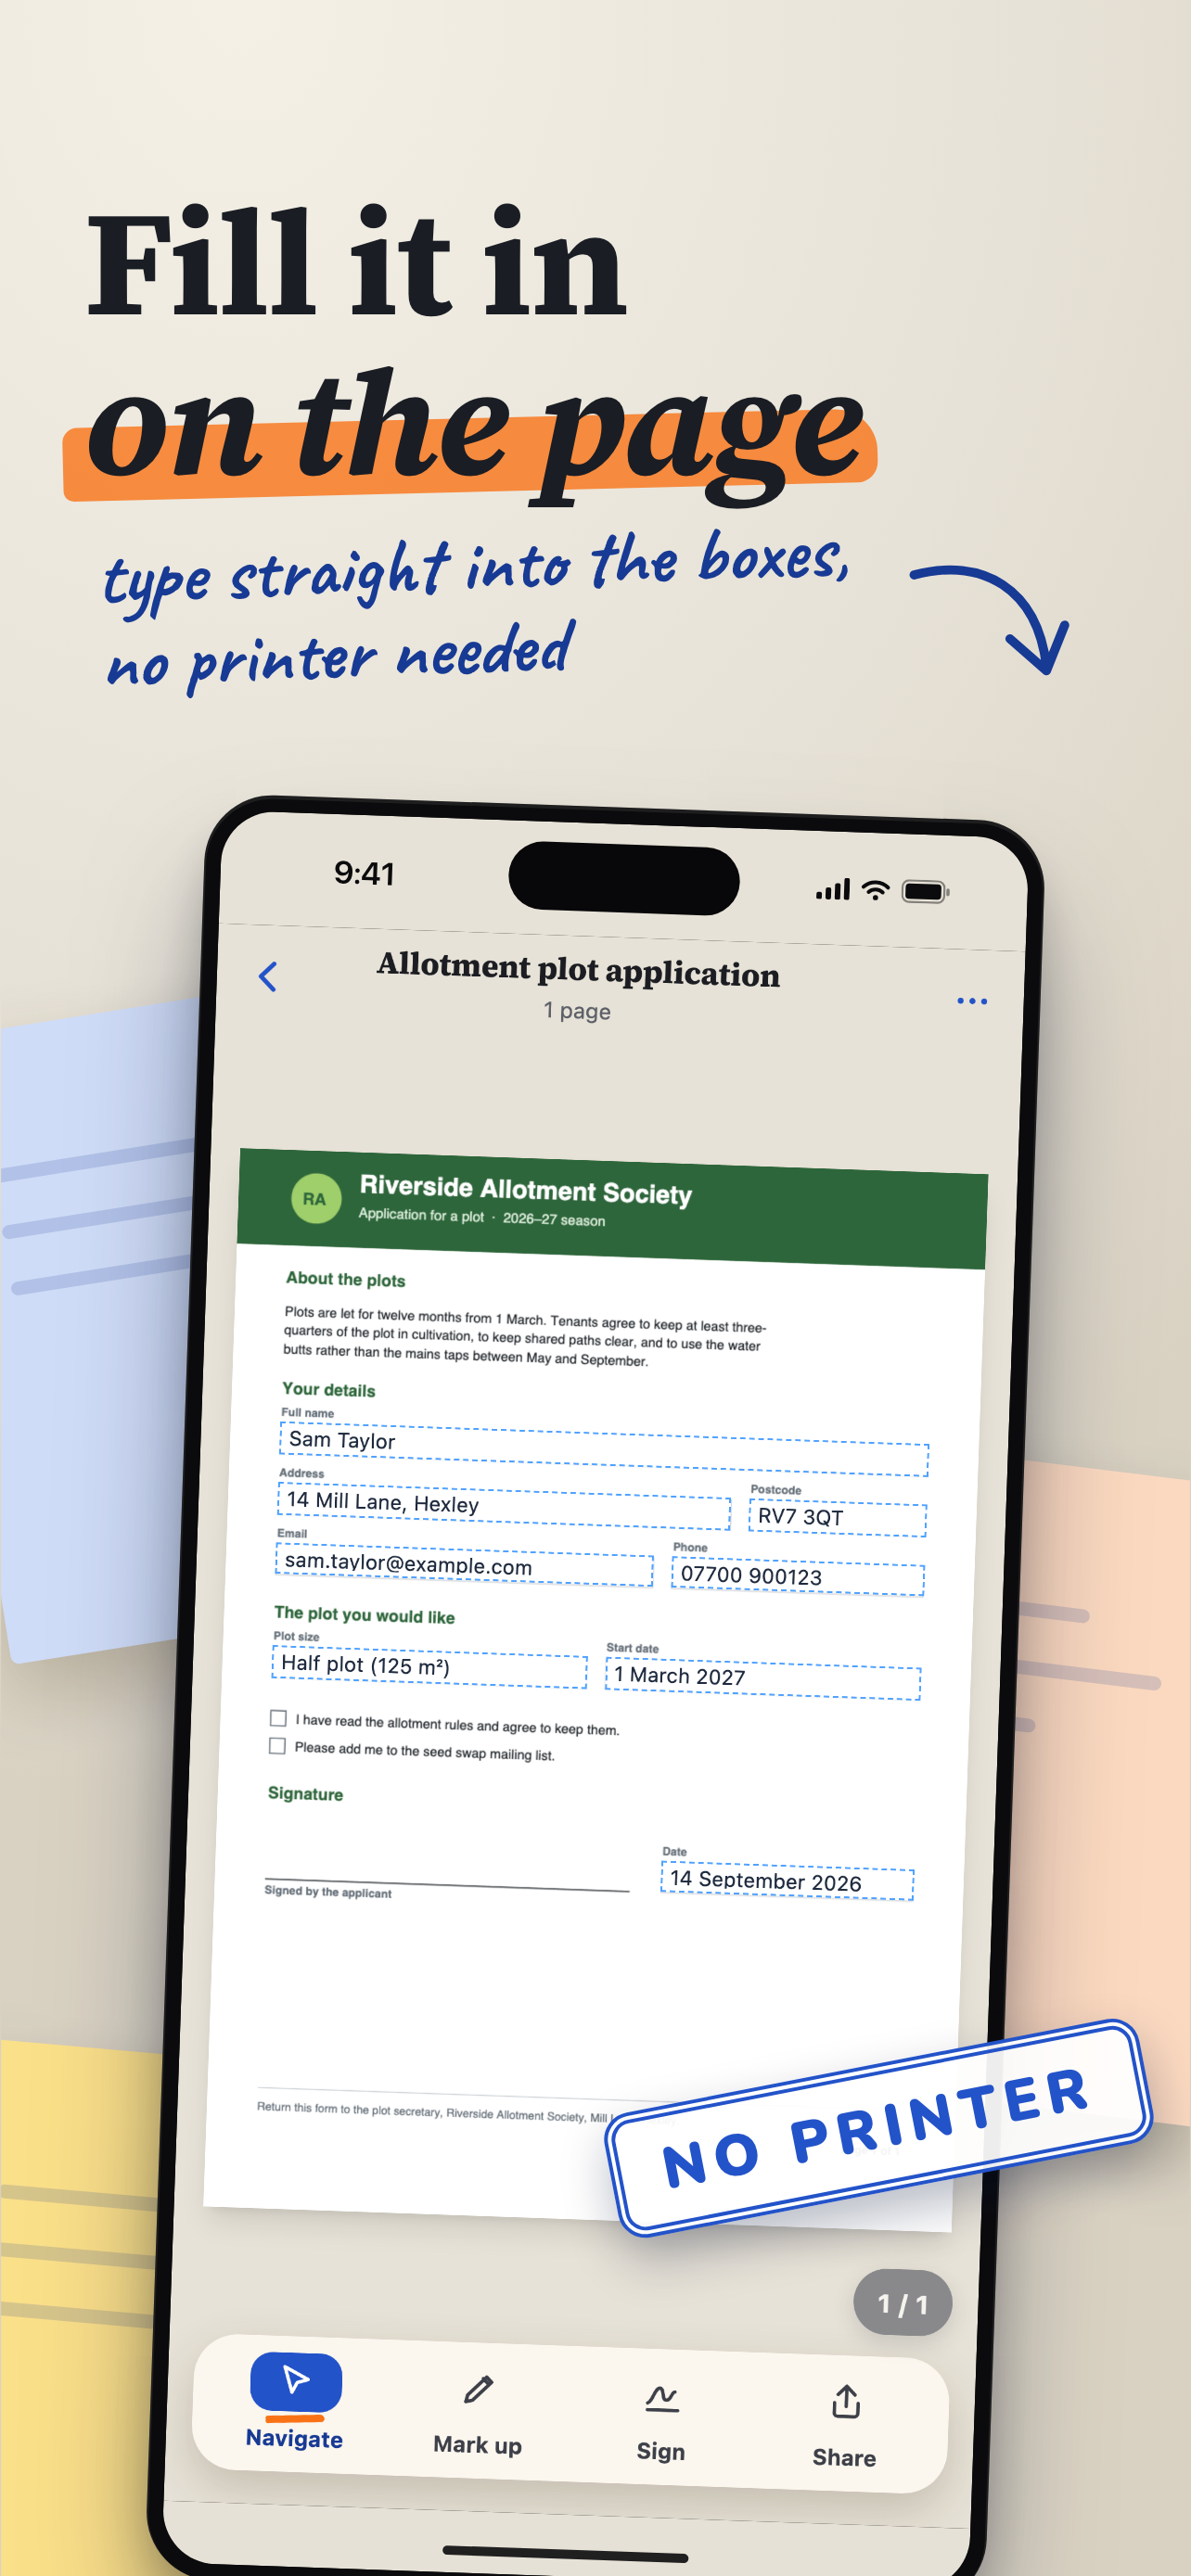 Fill it in
on the page
type straight into the boxes,
no printer needed
9:41
Allotment plot application
1 page
RA
Riverside Allotment Society
Application for a plot · 2026–27 season
About the plots
Plots are let for twelve months from 1 March. Tenants agree to keep at least three-
quarters of the plot in cultivation, to keep shared paths clear, and to use the water
butts rather than the mains taps between May and September.
Your details
Full name
Sam Taylor
Address
Postcode
14 Mill Lane, Hexley
RV7 3QT
Email
Phone
sam.taylor@example.com
07700 900123
The plot you would like
Plot size
Start date
Half plot (125 m²)
1 March 2027
I have read the allotment rules and agree to keep them.
Please add me to the seed swap mailing list.
Signature
Date
14 September 2026
Signed by the applicant
Return this form to the plot secretary, Riverside Allotment Society, Mill
NO PRINTER
1 / 1
Navigate
Mark up
Sign
Share